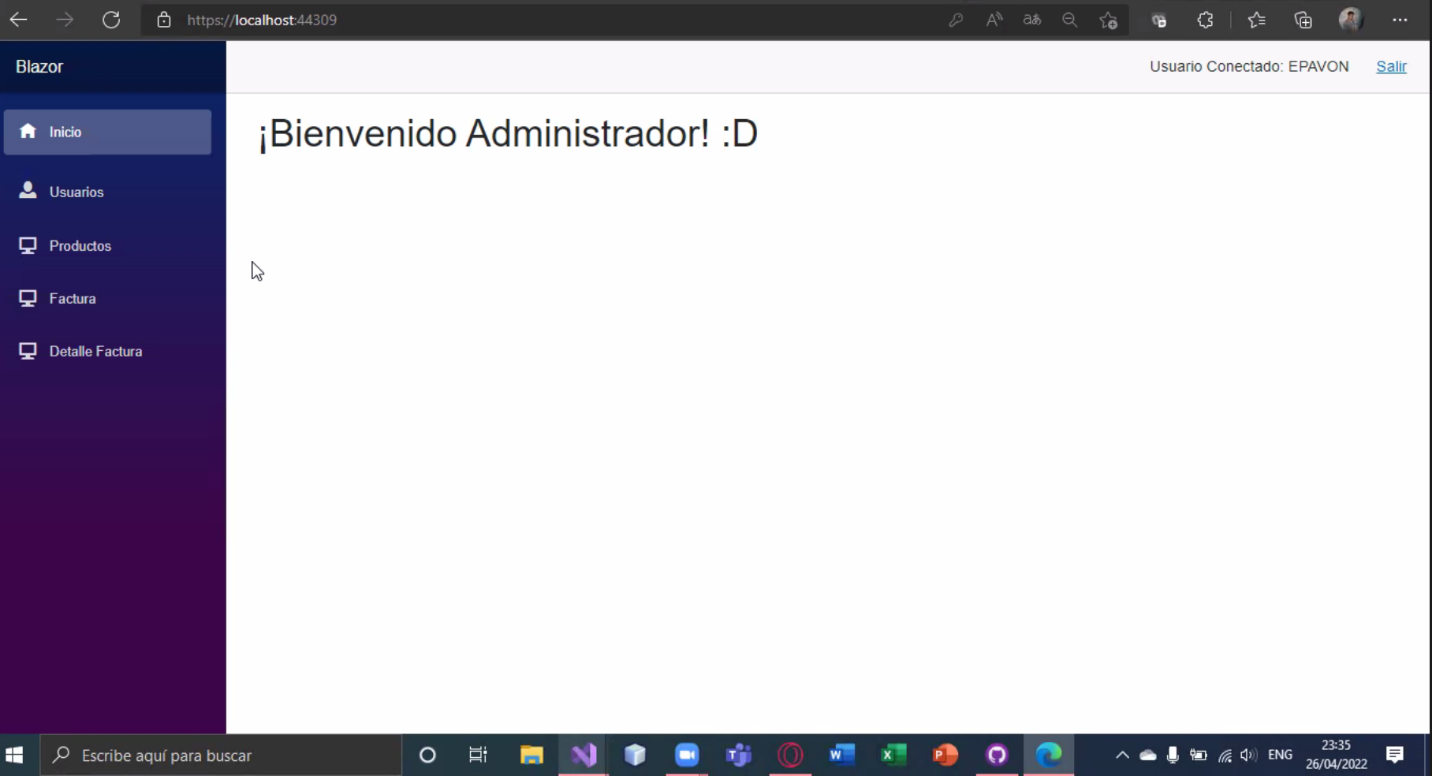 https://localhost:44309
Blazor
Usuario Conectado: EPAVON
Salir
Inicio
¡Bienvenido Administrador! :D
Usuarios
Productos
Factura
Detalle Factura
Escribe aquí para buscar
ENG
23:35
26/04/2022